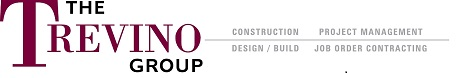 THE
TREVINO
GROUP
CONSTRUCTION PROJECT MANAGEMENT
DESIGN / BUILD JOB ORDER CONTRACTING